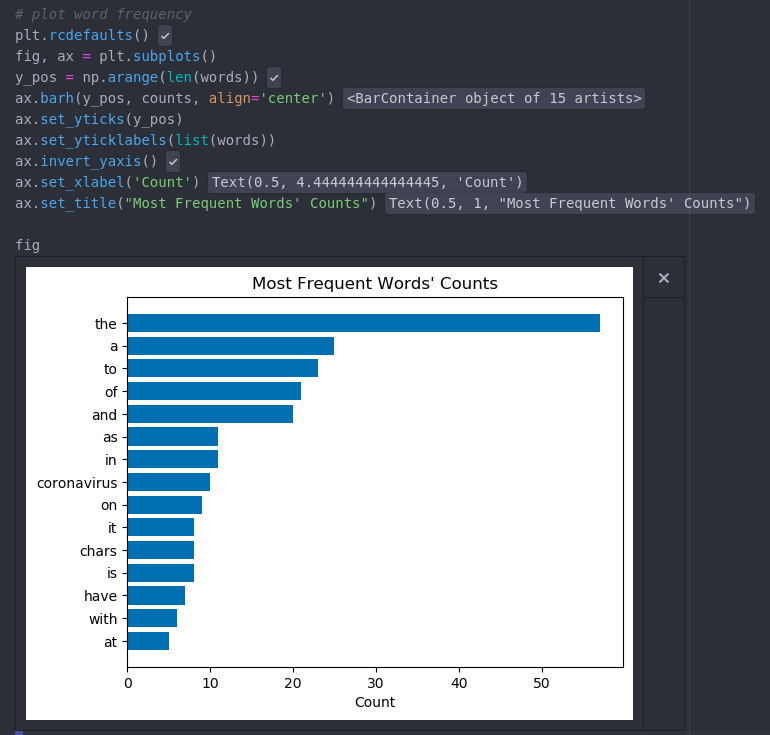 # plot word frequency
plt.rcdefaults() ✓
fig, ax = plt.subplots()
y_pos = np.arange(len(words)) ✓
ax.barh(y_pos, counts, align='center') <BarContainer object of 15 artists>
ax.set_yticks(y_pos)
ax.set_yticklabels(list(words))
ax.invert_yaxis() ✓
ax.set_xlabel('Count') Text(0.5, 4.444444444444445, 'Count')
ax.set_title("Most Frequent Words' Counts") Text(0.5, 1, "Most Frequent Words' Counts")
fig
×
Most Frequent Words' Counts
the
a
to
of
and
as
in
coronavirus
on
it
chars
is
have
with
at
0 10 20 30 40 50
Count